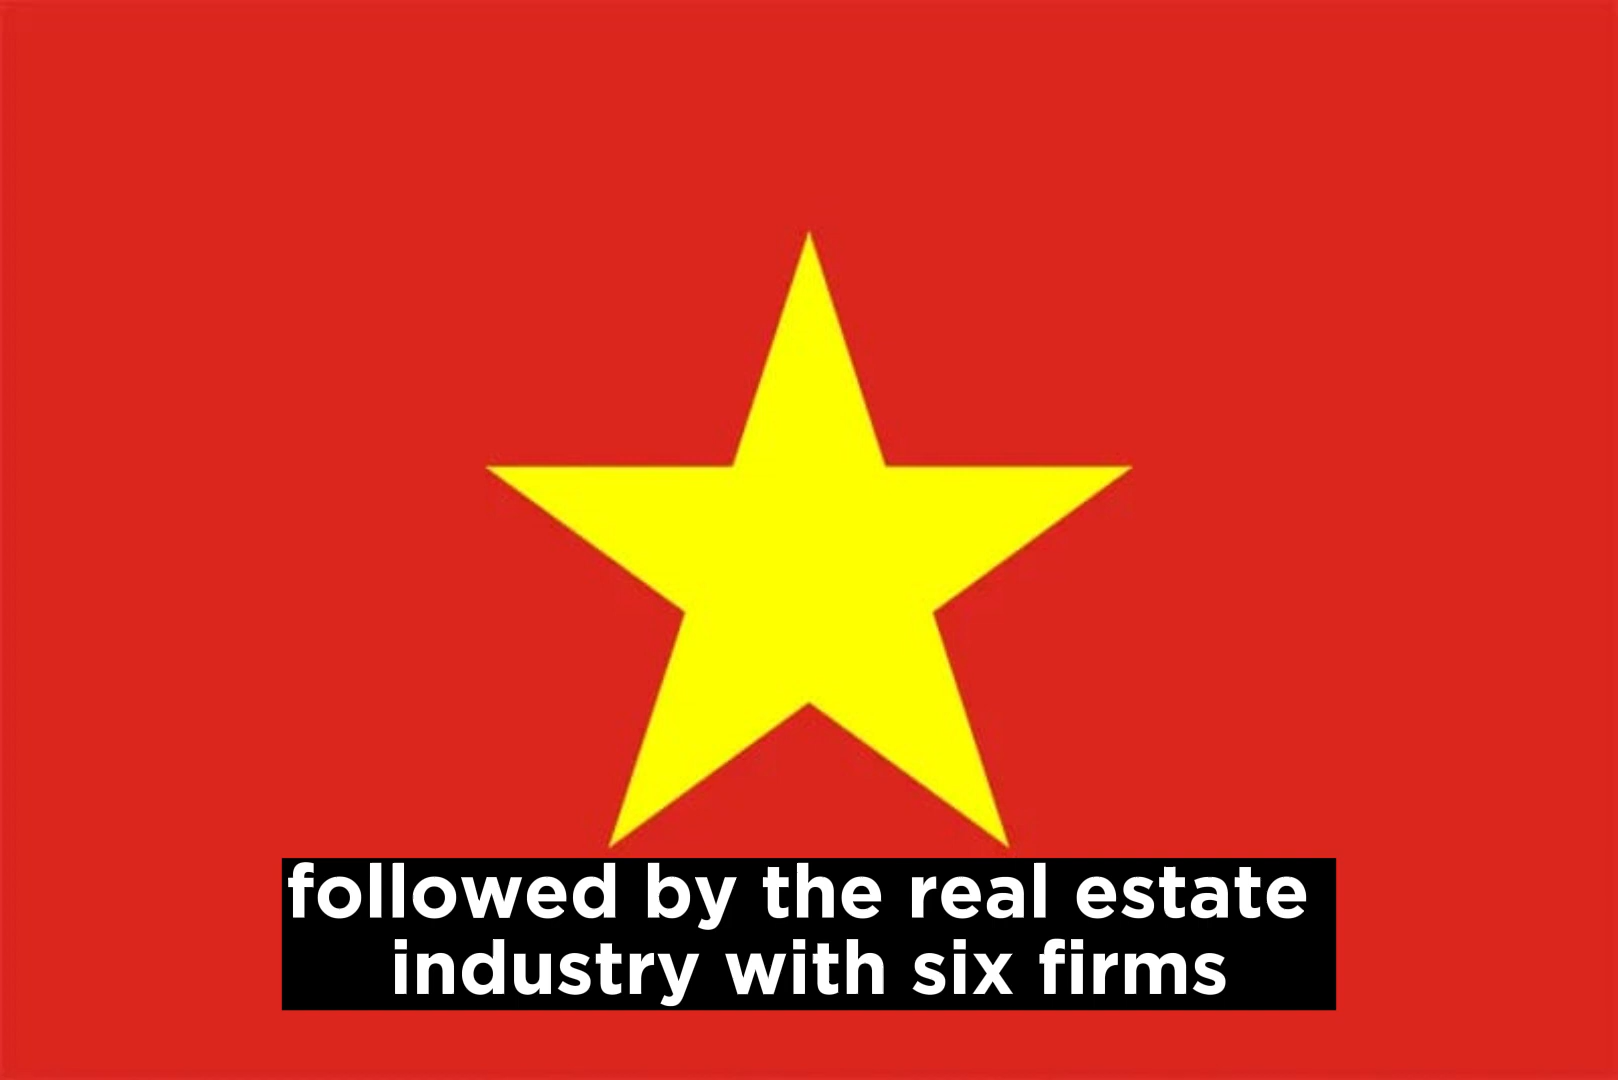 followed by the real estate
industry with six firms